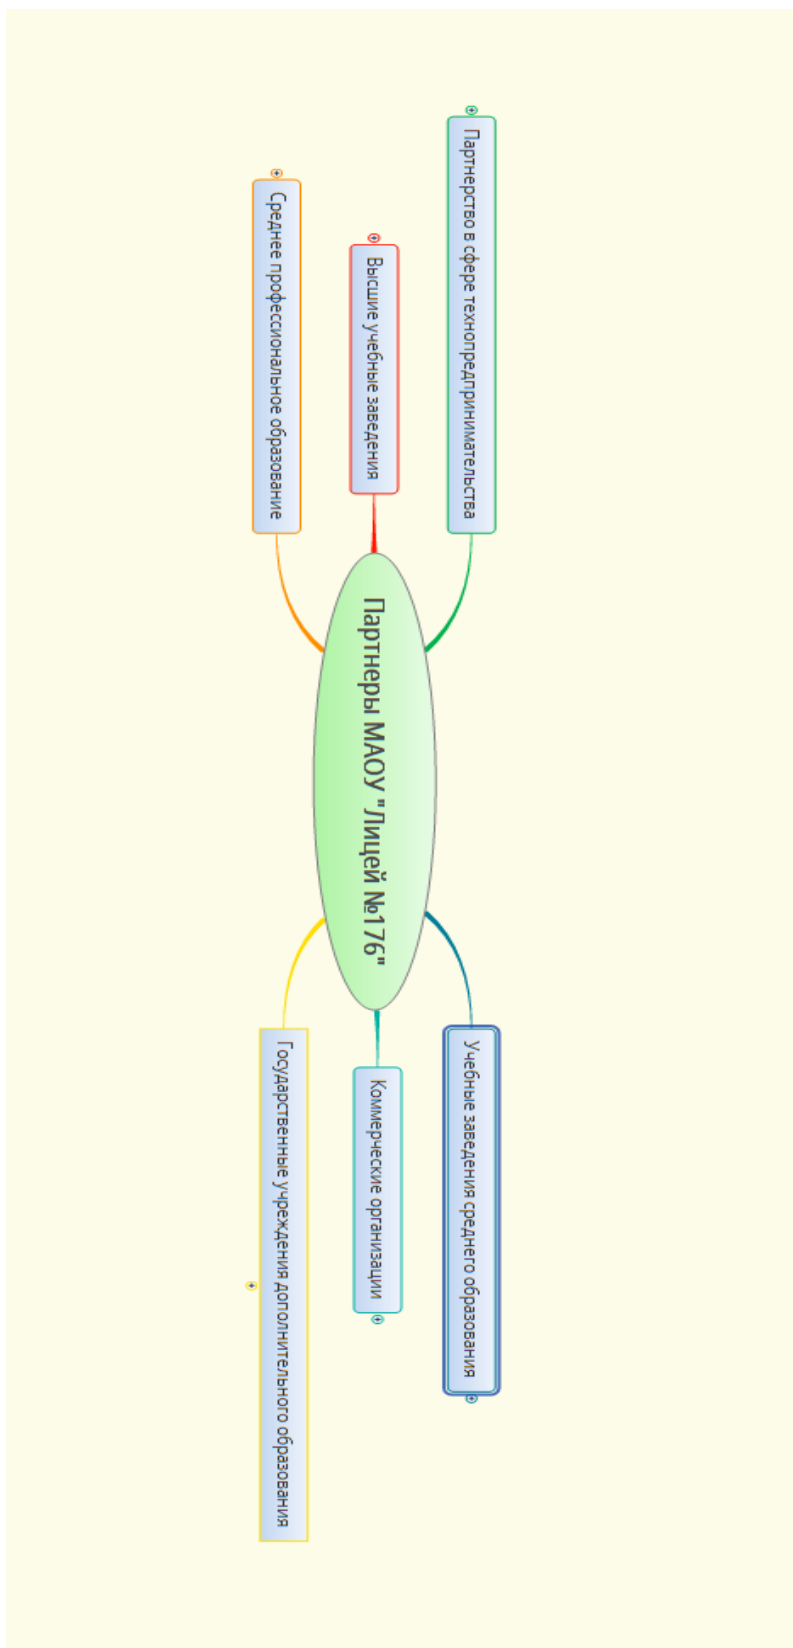 Партнерство в сфере технопредпринимательства
Высшие учебные заведения
Среднее профессиональное образование
Партнеры МАОУ "Лицей №176"
Учебные заведения среднего образования
Коммерческие организации
Государственные учреждения дополнительного образования